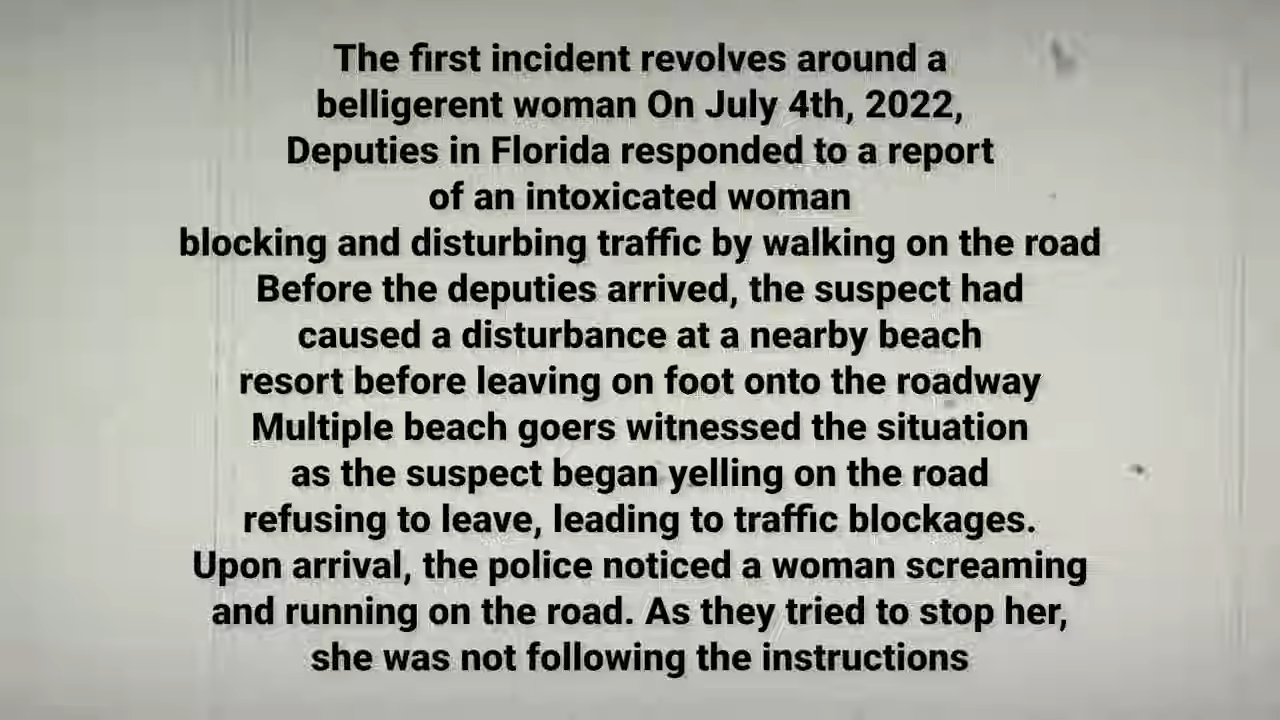 The first incident revolves around a
belligerent woman On July 4th, 2022,
Deputies in Florida responded to a report
of an intoxicated woman
blocking and disturbing traffic by walking on the road
Before the deputies arrived, the suspect had
caused a disturbance at a nearby beach
resort before leaving on foot onto the roadway
Multiple beach goers witnessed the situation
as the suspect began yelling on the road
refusing to leave, leading to traffic blockages.
Upon arrival, the police noticed a woman screaming
and running on the road. As they tried to stop her,
she was not following the instructions